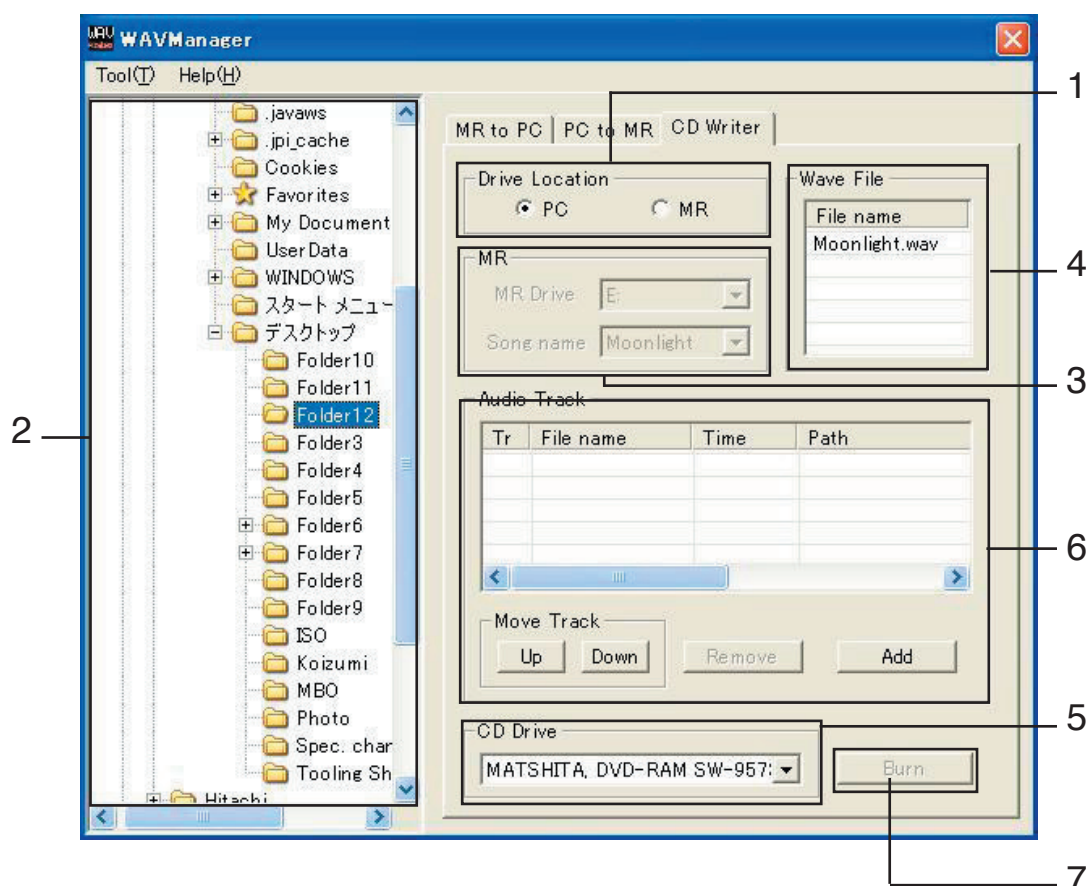 WAVManager
Tool(T) Help(H)
1
MR to PC PC to MR CD Writer
Drive Location
PC MR
Wave File
File name
Moonlight.wav
4
MR
MR Drive E:
Song name Moonlight
3
.javaws
.jpi_cache
Cookies
Favorites
My Document
UserData
WINDOWS
スタート メニュー
デスクトップ
Folder10
Folder11
Folder12
Folder3
Folder4
Folder5
Folder6
Folder7
Folder8
Folder9
ISO
Koizumi
MBO
Photo
Spec. char
Tooling Sh
Hitachi
2
Audio Track
Tr File name Time Path
6
Move Track
Up Down Remove Add
5
CD Drive
MATSHITA, DVD-RAM SW-957
Burn
7